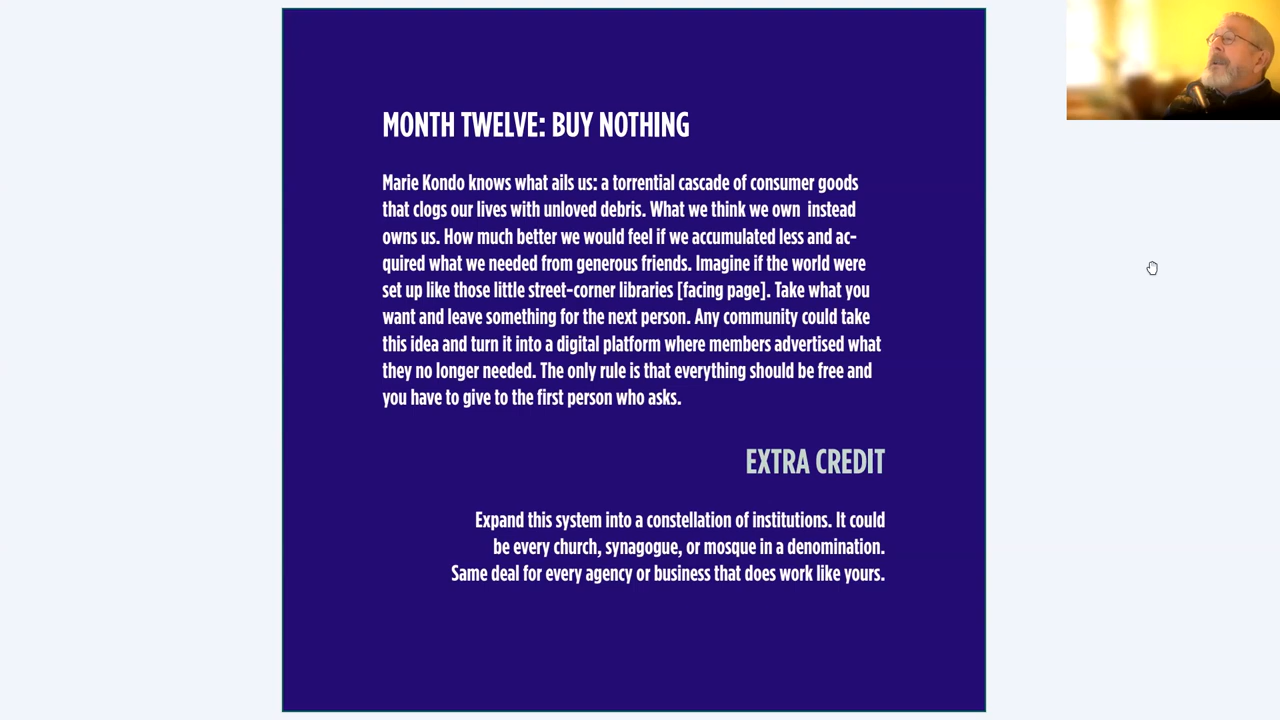 MONTH TWELVE: BUY NOTHING
Marie Kondo knows what ails us: a torrential cascade of consumer goods
that clogs our lives with unloved debris. What we think we own  instead
owns us. How much better we would feel if we accumulated less and ac-
quired what we needed from generous friends. Imagine if the world were
set up like those little street-corner libraries [facing page]. Take what you
want and leave something for the next person. Any community could take
this idea and turn it into a digital platform where members advertised what
they no longer needed. The only rule is that everything should be free and
you have to give to the first person who asks.
EXTRA CREDIT
Expand this system into a constellation of institutions. It could
be every church, synagogue, or mosque in a denomination.
Same deal for every agency or business that does work like yours.